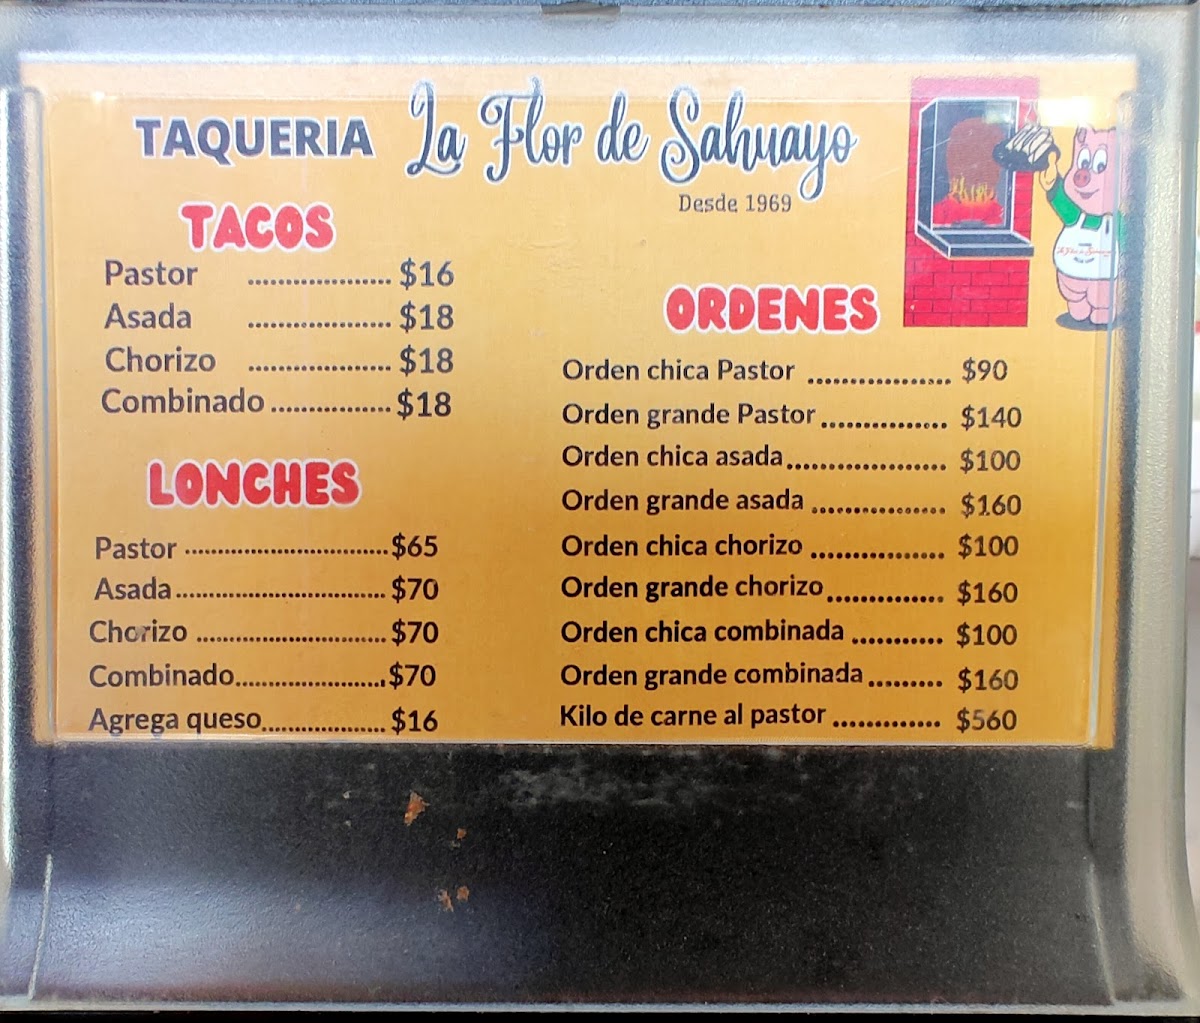 TAQUERIA La Flor de Sahuayo
Desde 1969
TACOS
Pastor .................... $16
Asada .................... $18
Chorizo .................... $18
Combinado ................. $18
LONCHES
Pastor ............................. $65
Asada .............................. $70
Chorizo ........................... $70
Combinado...................... $70
Agrega queso.................. $16
ORDENES
Orden chica Pastor ................. $90
Orden grande Pastor ............... $140
Orden chica asada................... $100
Orden grande asada ................ $160
Orden chica chorizo ................ $100
Orden grande chorizo.............. $160
Orden chica combinada ........... $100
Orden grande combinada ......... $160
Kilo de carne al pastor ............. $560